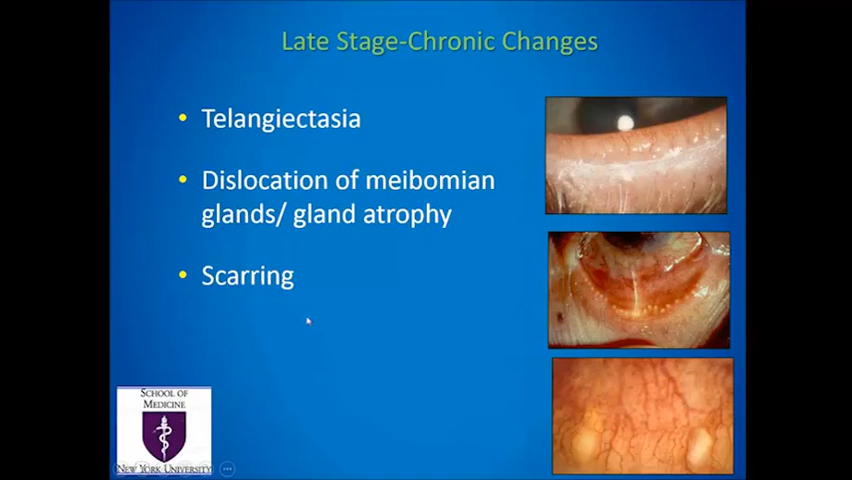 Late Stage-Chronic Changes
• Telangiectasia
• Dislocation of meibomian
glands/ gland atrophy
• Scarring
SCHOOL OF
MEDICINE
NEW YORK UNIVERSITY